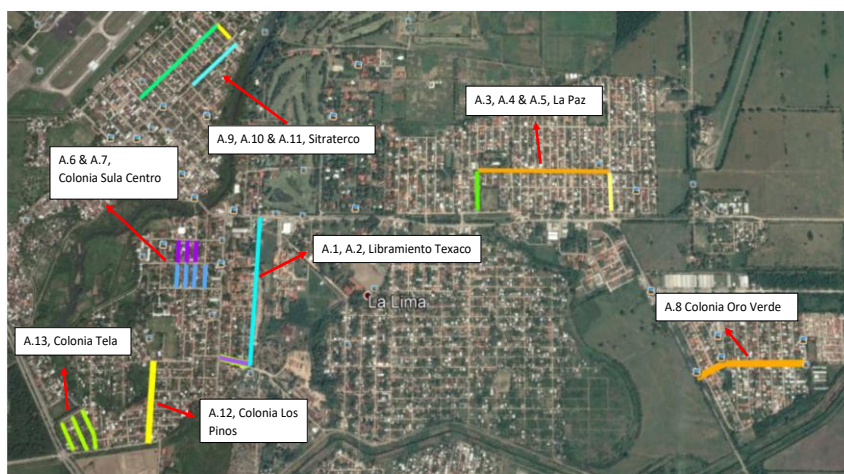 A.3, A.4 & A.5, La Paz
A.9, A.10 & A.11, Sitraterco
A.6 & A.7,
Colonia Sula Centro
A.1, A.2, Libramiento Texaco
La Lima
A.8 Colonia Oro Verde
A.13, Colonia Tela
A.12, Colonia Los
Pinos